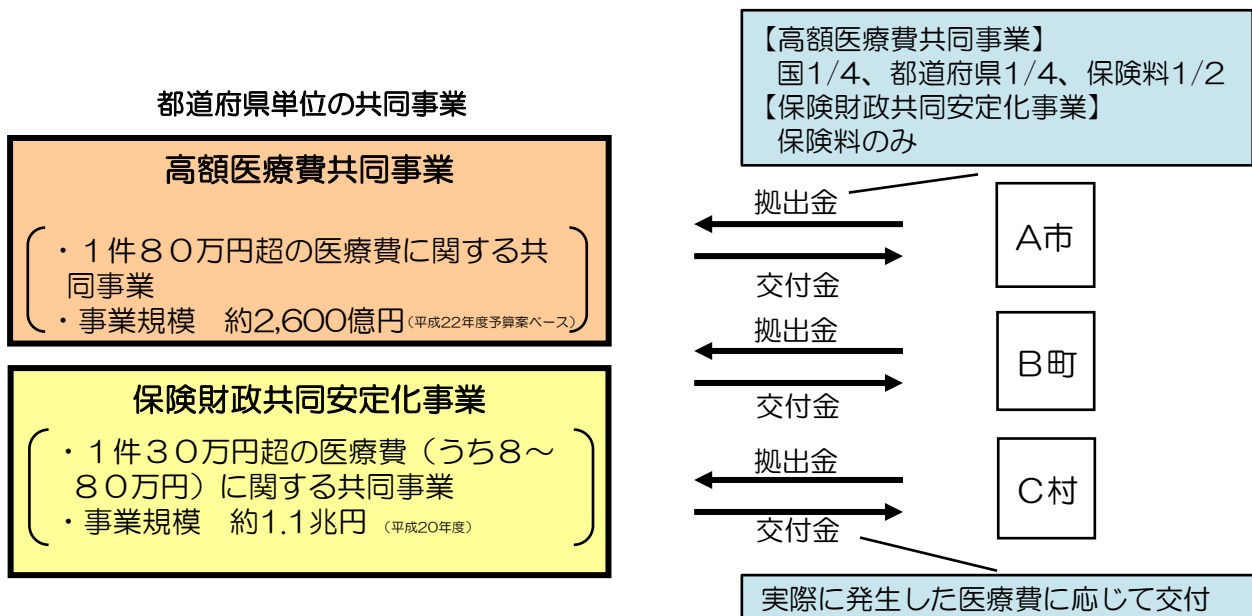 【高額医療費共同事業】
国1/4、都道府県1/4、保険料1/2
【保険財政共同安定化事業】
保険料のみ
都道府県単位の共同事業
高額医療費共同事業
・１件８０万円超の医療費に関する共
同事業
・事業規模　約2,600億円(平成22年度予算案ベース)
保険財政共同安定化事業
・１件３０万円超の医療費（うち８～
８０万円）に関する共同事業
・事業規模　約1.1兆円（平成20年度）
拠出金
交付金
A市
拠出金
交付金
B町
拠出金
交付金
C村
実際に発生した医療費に応じて交付